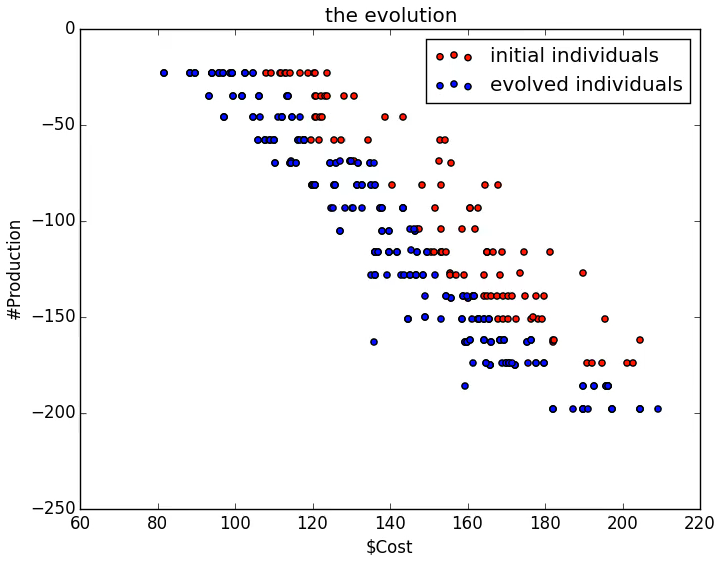 the evolution
initial individuals
evolved individuals
0
−50
−100
−150
−200
−250
#Production
60 80 100 120 140 160 180 200 220
$Cost